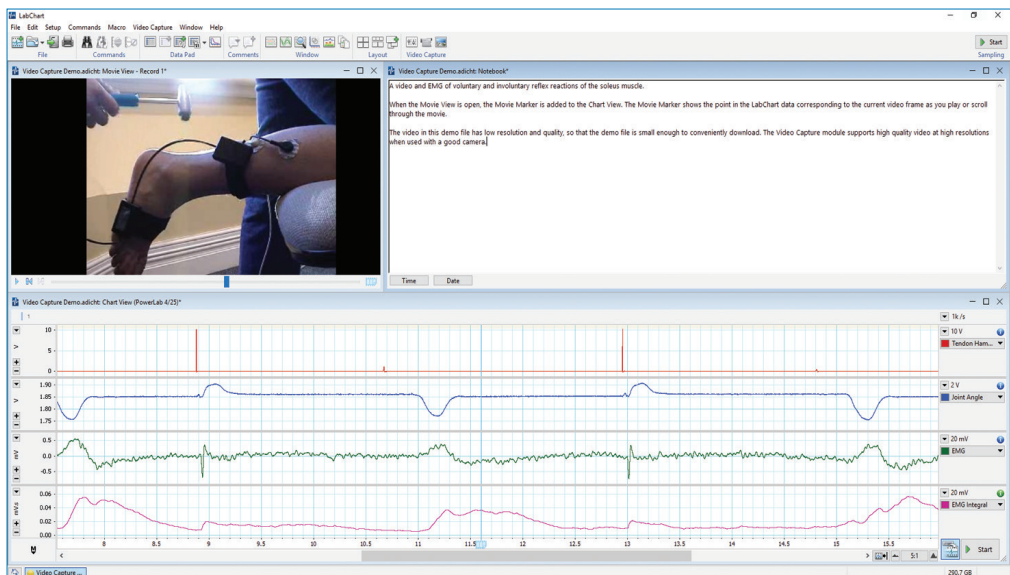 LabChart
File Edit Setup Commands Macro Video Capture Window Help
File Commands Data Pad Comments Window Layout Video Capture
Start
Sampling
Video Capture Demo.adicht: Movie View - Record 1*
Video Capture Demo.adicht: Notebook*
A video and EMG of voluntary and involuntary reflex reactions of the soleus muscle.
When the Movie View is open, the Movie Marker is added to the Chart View. The Movie Marker shows the point in the LabChart data corresponding to the current video frame as you play or scroll
through the movie.
The video in this demo file has low resolution and quality, so that the demo file is small enough to conveniently download. The Video Capture module supports high quality video at high resolutions
when used with a good camera.
Time Date
Video Capture Demo.adicht: Chart View (PowerLab 4/25)*
1
1k /s
10 V
Tendon Ham...
V
10
5
0
2 V
Joint Angle
V
1.90
1.85
1.80
1.75
20 mV
EMG
mV
0.5
0.0
-0.5
20 mV
EMG Integral
mV.s
0.06
0.04
0.02
0.00
8 8.5 9 9.5 10 10.5 11 11.5 12 12.5 13 13.5 14 14.5 15 15.5
5:1
Start
Video Capture ...
290.7 GB